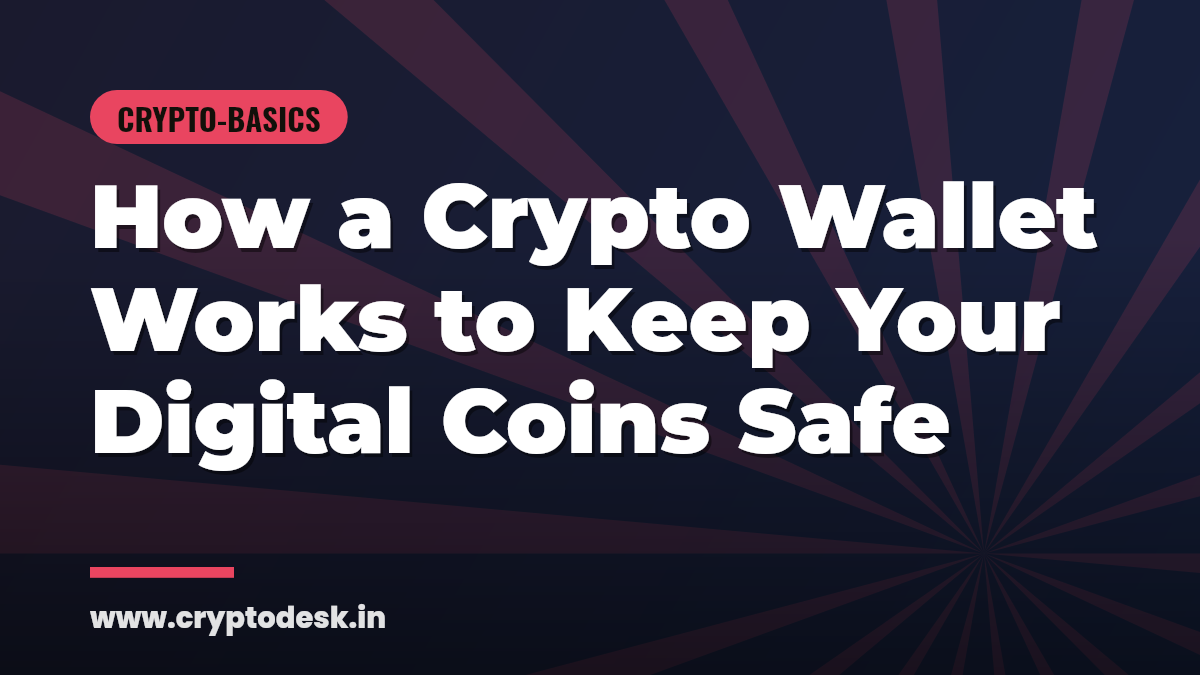 CRYPTO-BASICS
How a Crypto Wallet
Works to Keep Your
Digital Coins Safe
www.cryptodesk.in